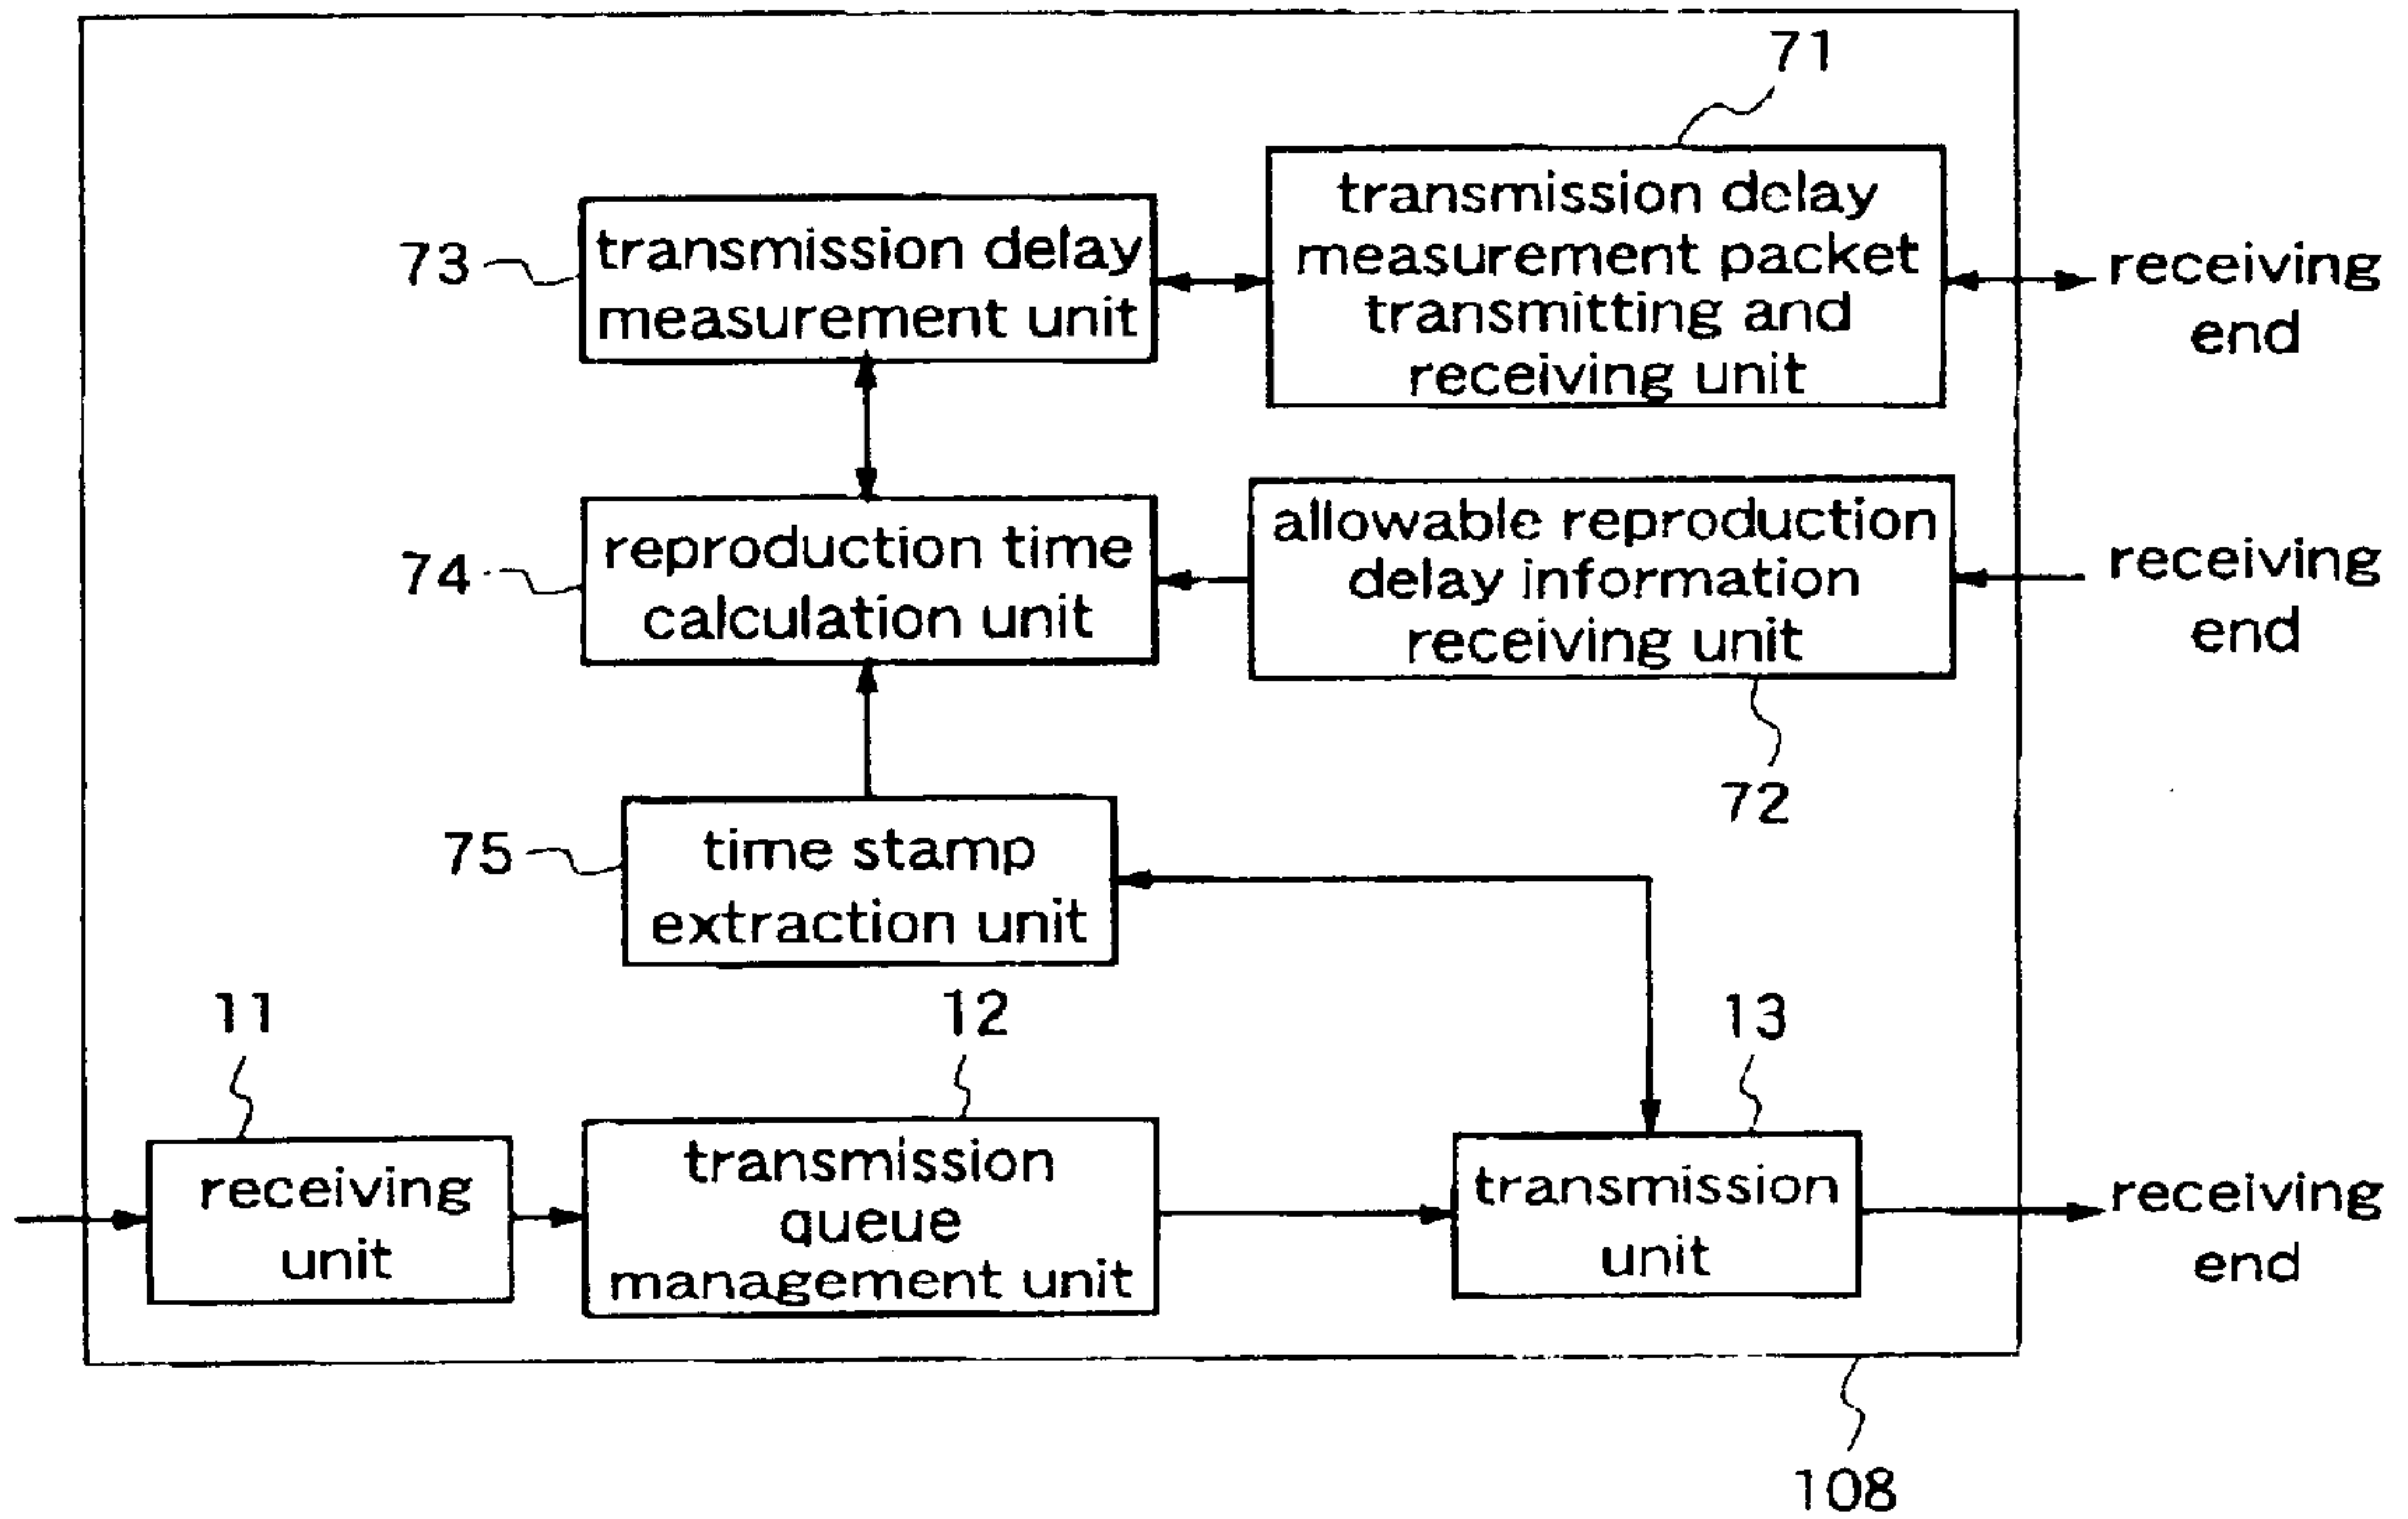 71
transmission delay
measurement packet
transmitting and
receiving unit
receiving
end
73
transmission delay
measurement unit
74
reproduction time
calculation unit
allowable reproduction
delay information
receiving unit
receiving
end
72
75
time stamp
extraction unit
11
receiving
unit
12
transmission
queue
management unit
13
transmission
unit
receiving
end
108